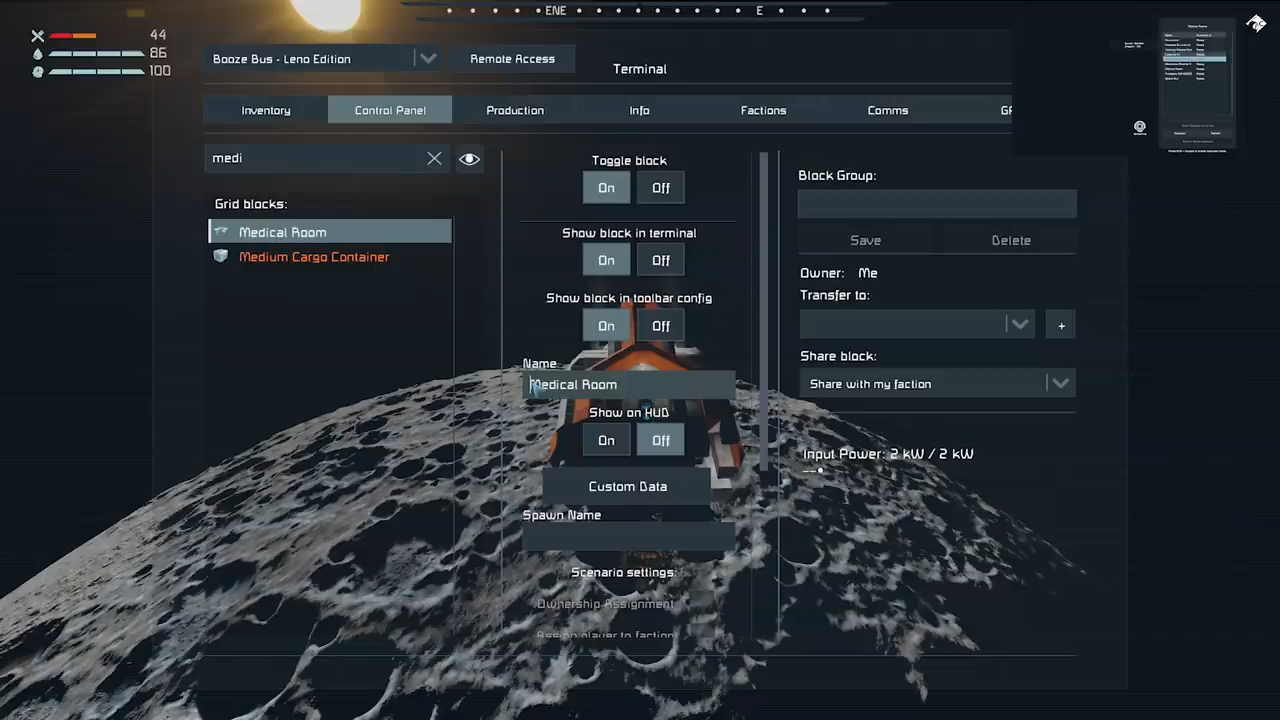 ENE
E
44
86
100
Booze Bus - Leno Edition
Remote Access
Terminal
Inventory
Control Panel
Production
Info
Factions
Comms
medi
Grid blocks:
Medical Room
Medium Cargo Container
Toggle block
On
Off
Show block in terminal
On
Off
Show block in toolbar config
On
Off
Name
Medical Room
Show on HUD
On
Off
Custom Data
Spawn Name
Scenario settings:
Ownership Assignment
Assign player to faction
Block Group:
Save
Delete
Owner: Me
Transfer to:
+
Share block:
Share with my faction
Input Power: 2 kW / 2 kW